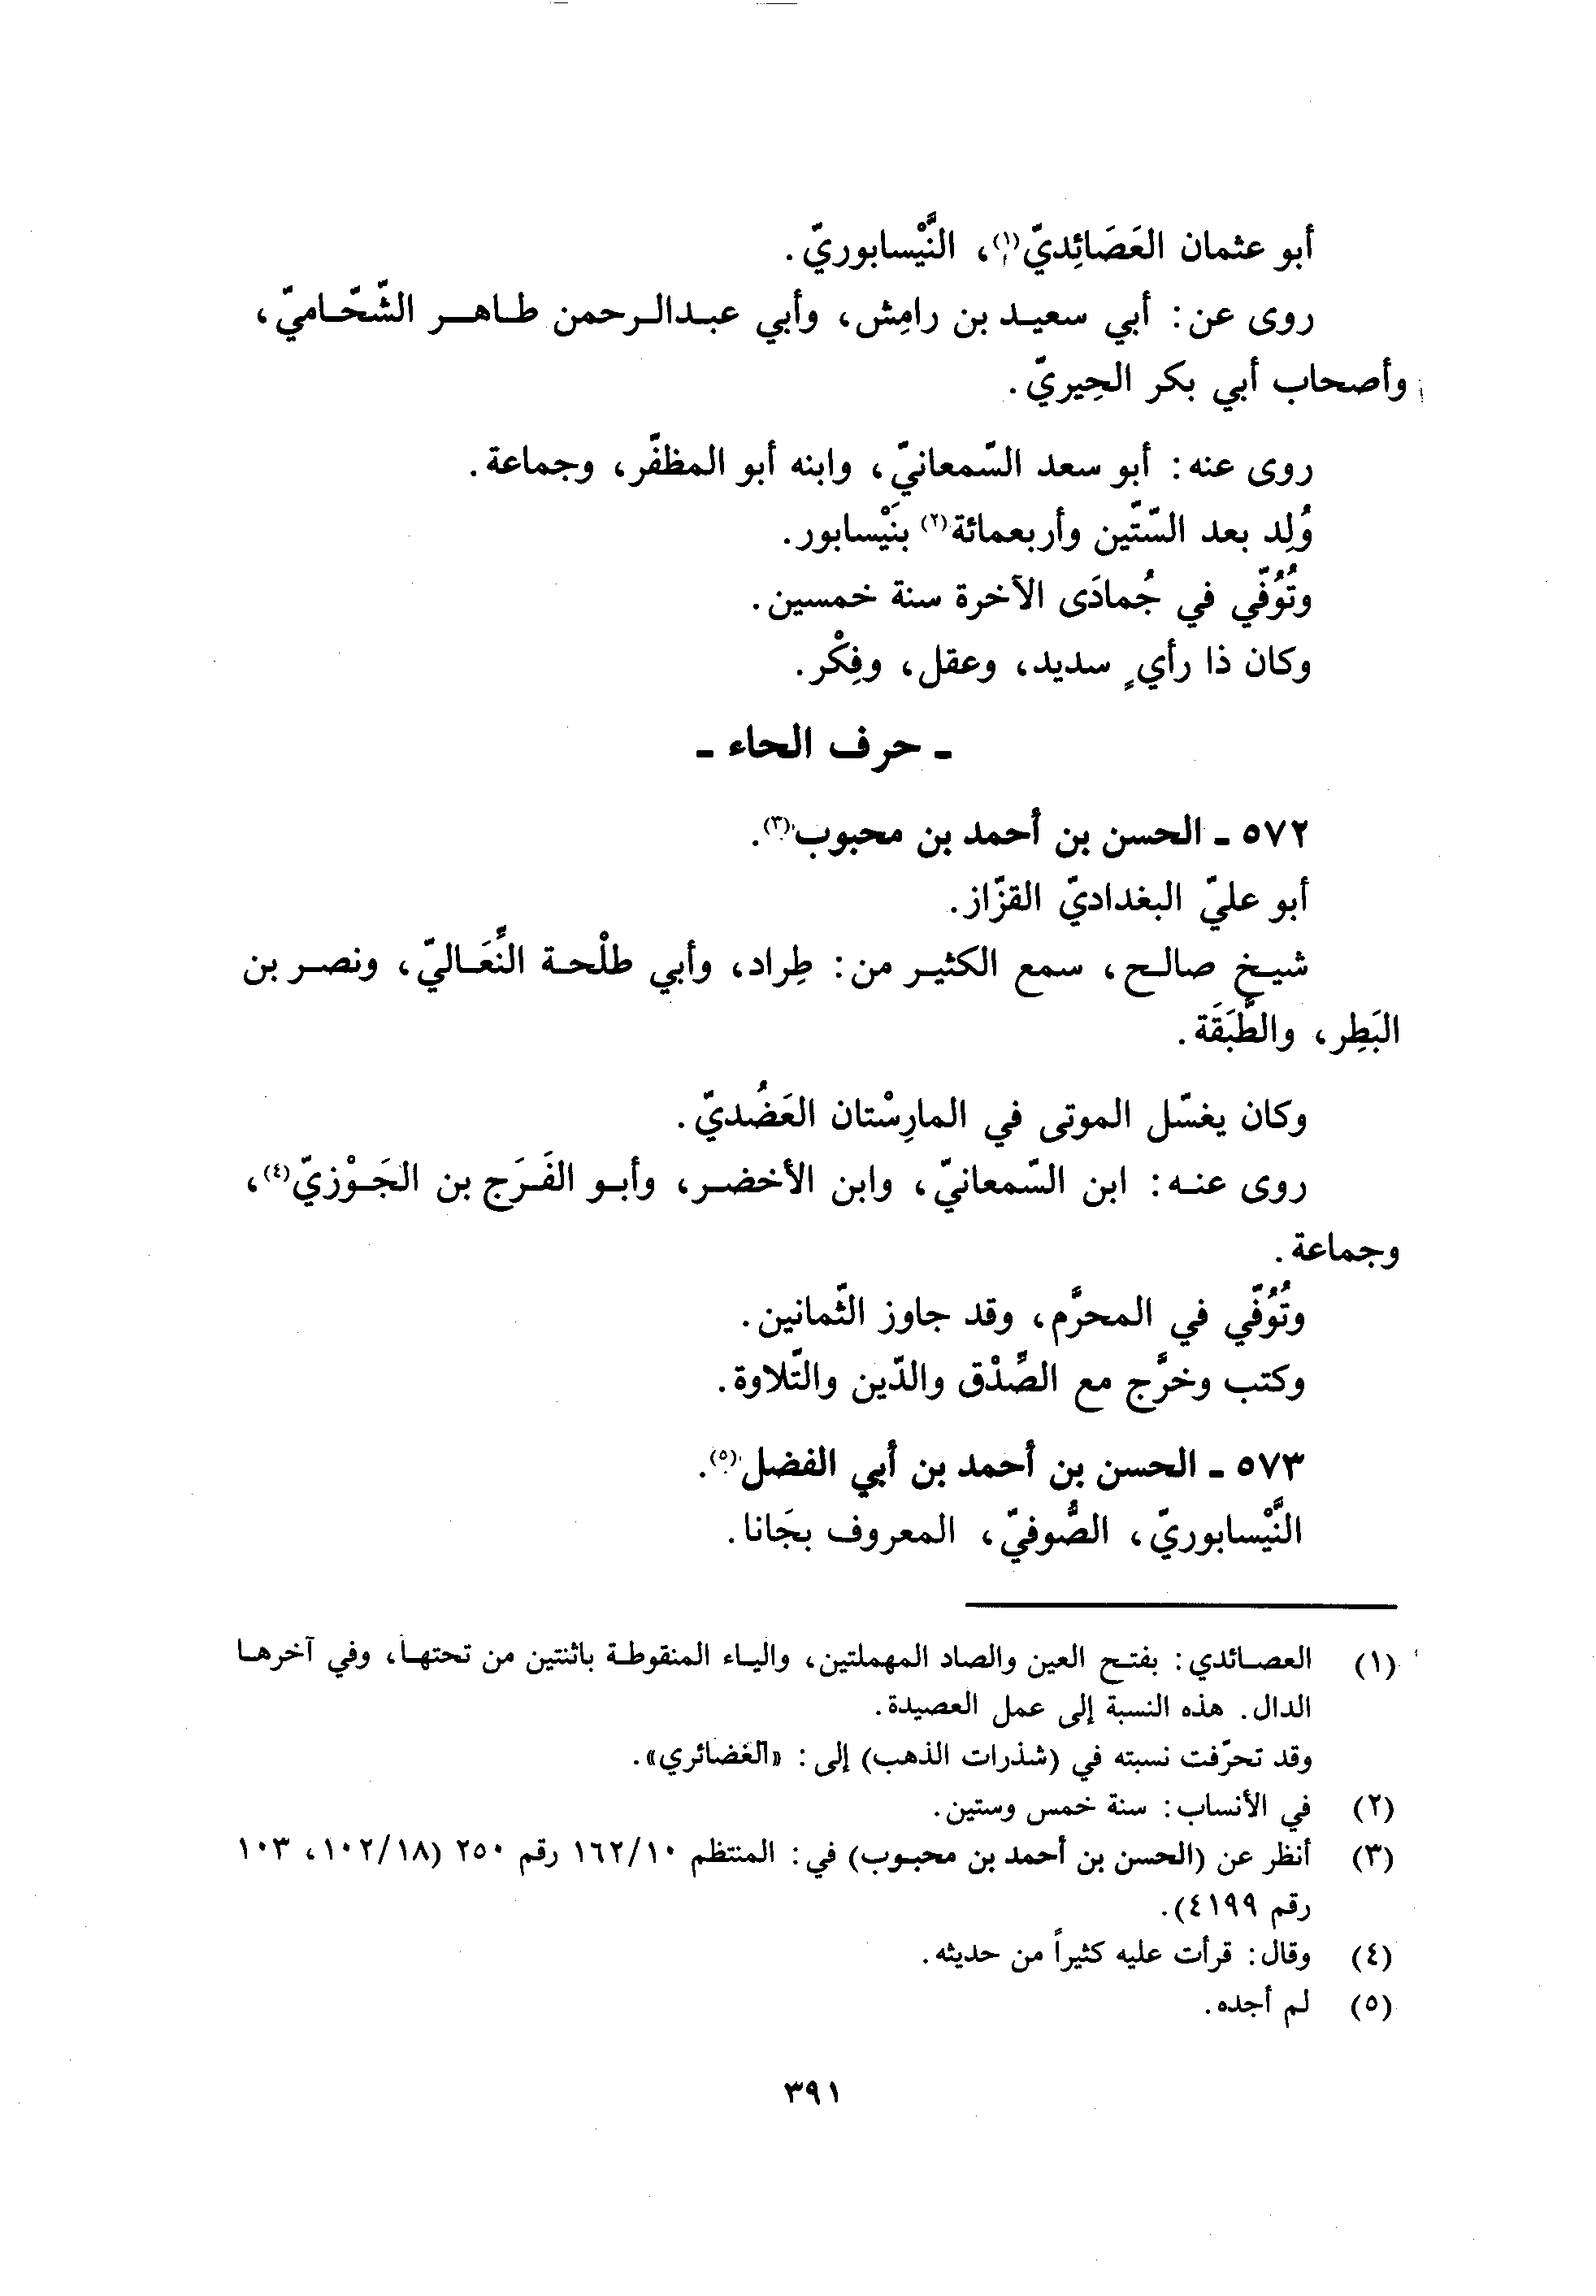 أبو عثمان العَصَائِديّ(١)، النَّيْسابوريّ.
روى عن: أبي سعيد بن رامِش، وأبي عبدالرحمن طاهر الشّحّاميّ،
وأصحاب أبي بكر الحِيريّ.
روى عنه: أبو سعد السّمعانيّ، وابنه أبو المظفّر، وجماعة.
وُلِد بعد السّتّين وأربعمائة(٢) بنَيْسابور.
وتُوُفّي في جُمادَى الآخرة سنة خمسين.
وكان ذا رأيٍ سديد، وعقل، وفِكْر.
ـ حرف الحاء ـ
٥٧٢ ـ الحسن بن أحمد بن محبوب(٣).
أبو عليّ البغداديّ القزّاز.
شيخ صالح، سمع الكثير من: طِراد، وأبي طلْحة النِّعَاليّ، ونصر بن
البَطِر، والطَّبَقَة.
وكان يغسّل الموتى في المارِسْتان العَضُديّ.
روى عنه: ابن السّمعانيّ، وابن الأخضر، وأبو الفَرَج بن الجَوْزيّ(٤)،
وجماعة.
وتُوُفّي في المحرَّم، وقد جاوز الثّمانين.
وكتب وخرَّج مع الصِّدْق والدّين والتّلاوة.
٥٧٣ ـ الحسن بن أحمد بن أبي الفضل(٥).
النَّيْسابوريّ، الصُّوفيّ، المعروف بجَانا.
(١) العصائدي: بفتح العين والصاد المهملتين، والياء المنقوطة باثنتين من تحتها، وفي آخرها
الدال. هذه النسبة إلى عمل العصيدة.
وقد تحرّفت نسبته في (شذرات الذهب) إلى: «الغضائري».
(٢) في الأنساب: سنة خمس وستين.
(٣) أنظر عن (الحسن بن أحمد بن محبوب) في: المنتظم ١٦٢/١٠ رقم ٢٥٠ (١٠٢/١٨، ١٠٣
رقم ٤١٩٩).
(٤) وقال: قرأت عليه كثيراً من حديثه.
(٥) لم أجده.
٣٩١